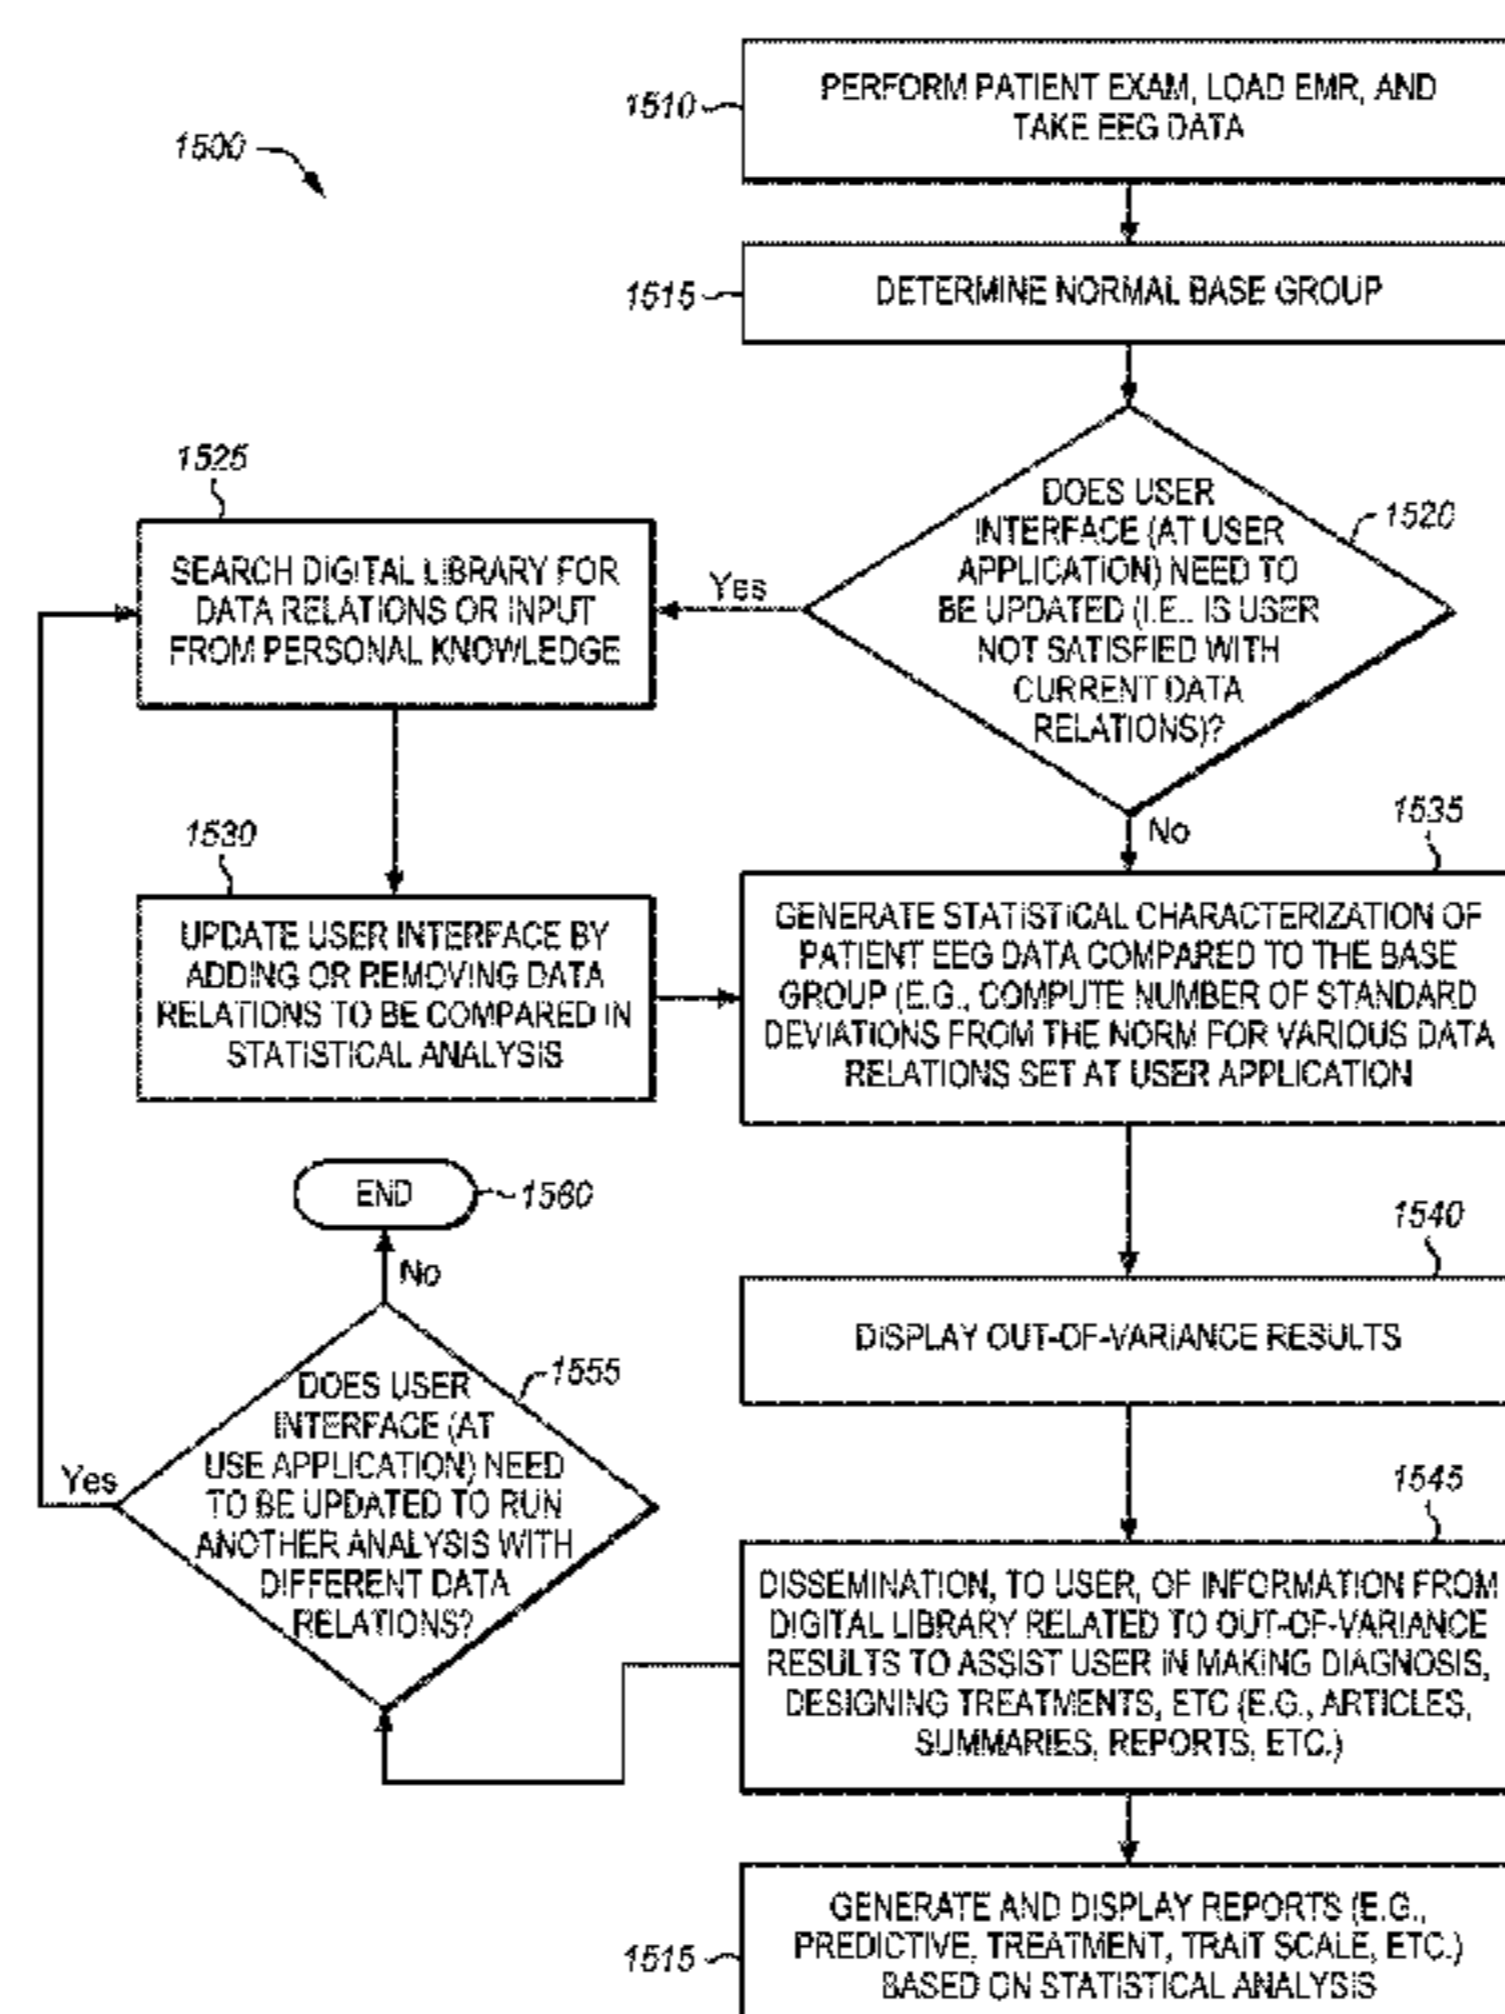 1500
1510
PERFORM PATIENT EXAM, LOAD EMR, AND
TAKE EEG DATA
1515
DETERMINE NORMAL BASE GROUP
1520
DOES USER
INTERFACE (AT USER
APPLICATION) NEED TO
BE UPDATED (I.E.. IS USER
NOT SATISFIED WITH
CURRENT DATA
RELATIONS)?
Yes
No
1525
SEARCH DIGITAL LIBRARY FOR
DATA RELATIONS OR INPUT
FROM PERSONAL KNOWLEDGE
1530
UPDATE USER INTERFACE BY
ADDING OR REMOVING DATA
RELATIONS TO BE COMPARED IN
STATISTICAL ANALYSIS
1535
GENERATE STATISTICAL CHARACTERIZATION OF
PATIENT EEG DATA COMPARED TO THE BASE
GROUP (E.G., COMPUTE NUMBER OF STANDARD
DEVIATIONS FROM THE NORM FOR VARIOUS DATA
RELATIONS SET AT USER APPLICATION
1540
DISPLAY OUT-OF-VARIANCE RESULTS
1545
DISSEMINATION, TO USER, OF INFORMATION FROM
DIGITAL LIBRARY RELATED TO OUT-OF-VARIANCE
RESULTS TO ASSIST USER IN MAKING DIAGNOSIS,
DESIGNING TREATMENTS, ETC (E.G., ARTICLES,
SUMMARIES, REPORTS, ETC.)
END
1560
No
1555
DOES USER
INTERFACE (AT
USE APPLICATION) NEED
TO BE UPDATED TO RUN
ANOTHER ANALYSIS WITH
DIFFERENT DATA
RELATIONS?
Yes
1515
GENERATE AND DISPLAY REPORTS (E.G.,
PREDICTIVE, TREATMENT, TRAIT SCALE, ETC.)
BASED ON STATISTICAL ANALYSIS